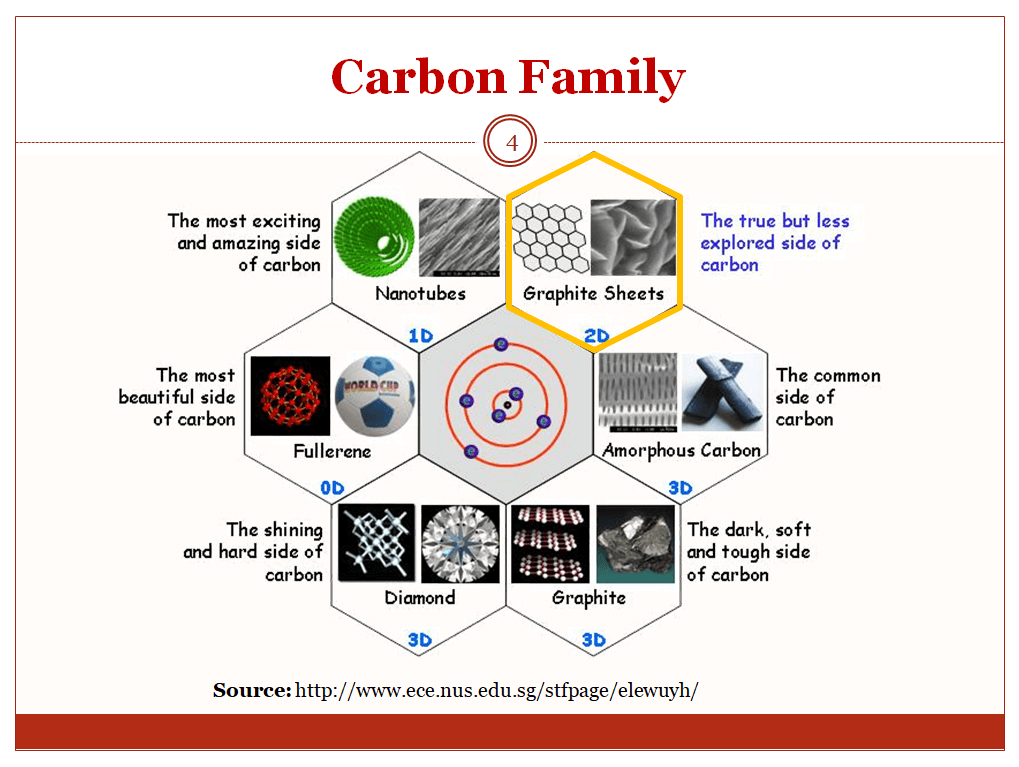 Carbon Family
4
The most exciting
and amazing side
of carbon
Nanotubes
1D
Graphite Sheets
2D
The true but less
explored side of
carbon
The most
beautiful side
of carbon
WORLD CUP
Fullerene
0D
e
e
e
e
e
e
Amorphous Carbon
3D
The common
side of
carbon
The shining
and hard side of
carbon
Diamond
3D
Graphite
3D
The dark, soft
and tough side
of carbon
Source: http://www.ece.nus.edu.sg/stfpage/elewuyh/